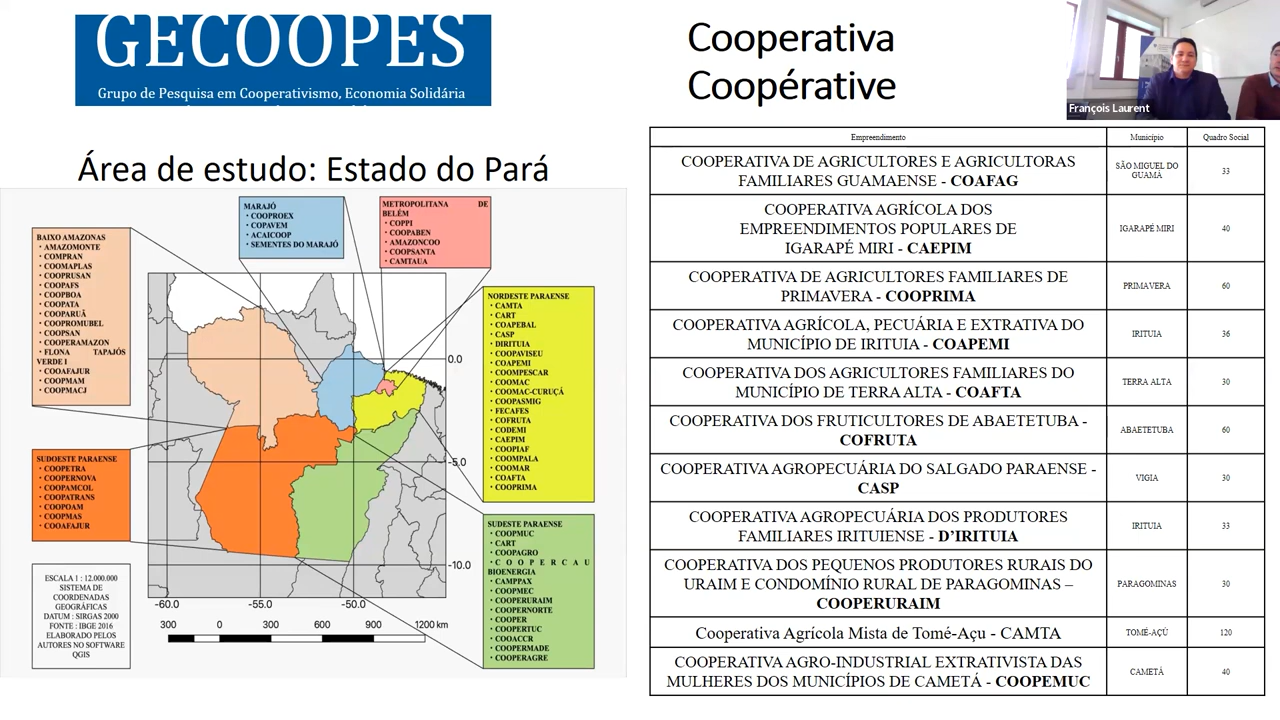 GECOOPES
Grupo de Pesquisa em Cooperativismo, Economia Solidária
Área de estudo: Estado do Pará
BAIXO AMAZONAS
· AMAZOMONTE
· COMPRAN
· COOMAPLAS
· COOPRUSAN
· COOPAFS
· COOPBOA
· COOPATA
· COOPARUÃ
· COOPROMUBEL
· COOPSAN
· COOPERAMAZON
· FLONA TAPAJÓS
VERDE I
· COOAFAJUR
· COOPMAM
· COOPMACJ
MARAJÓ
· COOPROEX
· COPAVEM
· ACAICOOP
· SEMENTES DO MARAJÓ
METROPOLITANA DE
BELÉM
· COPPI
· COOPABEN
· AMAZONCOO
· COOPSANTA
· CAMTAUA
NORDESTE PARAENSE
· CAMTA
· CART
· COAPEBAL
· CASP
· DIRITUIA
· COOPAVISEU
· COAPEMI
· COOMPESCAR
· COOMAC
· COOMAC-CURUÇÁ
· COOPASMIG
· FECAFES
· COFRUTA
· CODEMI
· CAEPIM
· COOPIAF
· COOMPALA
· COOMAR
· COAFTA
· COOPRIMA
SUDOESTE PARAENSE
· COOPETRA
· COOPERNOVA
· COOPAMCOL
· COOPATRANS
· COOPOAM
· COOPMAS
· COOAFAJUR
SUDESTE PARAENSE
· COOPMUC
· CART
· COOPAGRO
· COOPERCAU
BIOENERGIA
· CAMPPAX
· COOPMEC
· COOPERURAIM
· COOPERNORTE
· COOPER
· COOPERTUC
· COOACCR
· COOPERMADE
· COOPERAGRE
0.0
-5.0
-10.0
-60.0 -55.0 -50.0
300 0 300 600 900 1200 km
ESCALA 1 : 12.000.000
SISTEMA DE
COORDENADAS
GEOGRÁFICAS
DATUM : SIRGAS 2000
FONTE : IBGE 2016
ELABORADO PELOS
AUTORES NO SOFTWARE
QGIS
Cooperativa
Coopérative
François Laurent
Empreendimento Município Quadro Social
COOPERATIVA DE AGRICULTORES E AGRICULTORAS
FAMILIARES GUAMAENSE - COAFAG
SÃO MIGUEL DO
GUAMÁ
33
COOPERATIVA AGRÍCOLA DOS
EMPREENDIMENTOS POPULARES DE
IGARAPÉ MIRI - CAEPIM
IGARAPÉ MIRI
40
COOPERATIVA DE AGRICULTORES FAMILIARES DE
PRIMAVERA - COOPRIMA
PRIMAVERA
60
COOPERATIVA AGRÍCOLA, PECUÁRIA E EXTRATIVA DO
MUNICÍPIO DE IRITUIA - COAPEMI
IRITUIA
36
COOPERATIVA DOS AGRICULTORES FAMILIARES DO
MUNICÍPIO DE TERRA ALTA - COAFTA
TERRA ALTA
30
COOPERATIVA DOS FRUTICULTORES DE ABAETETUBA -
COFRUTA
ABAETETUBA
60
COOPERATIVA AGROPECUÁRIA DO SALGADO PARAENSE -
CASP
VIGIA
30
COOPERATIVA AGROPECUÁRIA DOS PRODUTORES
FAMILIARES IRITUIENSE - D’IRITUIA
IRITUIA
33
COOPERATIVA DOS PEQUENOS PRODUTORES RURAIS DO
URAIM E CONDOMÍNIO RURAL DE PARAGOMINAS –
COOPERURAIM
PARAGOMINAS
30
Cooperativa Agrícola Mista de Tomé-Açu - CAMTA
TOMÉ-AÇÚ
120
COOPERATIVA AGRO-INDUSTRIAL EXTRATIVISTA DAS
MULHERES DOS MUNICÍPIOS DE CAMETÁ - COOPEMUC
CAMETÁ
40